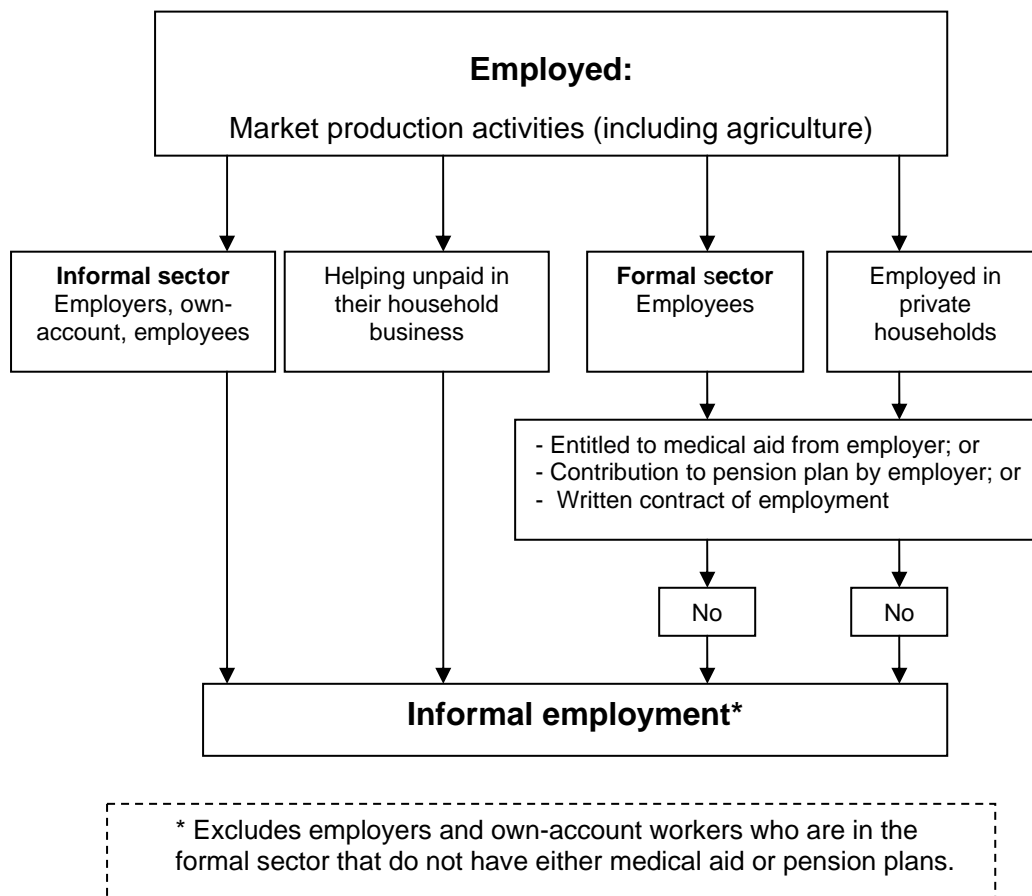 Employed:
Market production activities (including agriculture)
Informal sector
Employers, own-
account, employees
Helping unpaid in
their household
business
Formal sector
Employees
Employed in
private
households
- Entitled to medical aid from employer; or
- Contribution to pension plan by employer; or
- Written contract of employment
No
No
Informal employment*
* Excludes employers and own-account workers who are in the
formal sector that do not have either medical aid or pension plans.